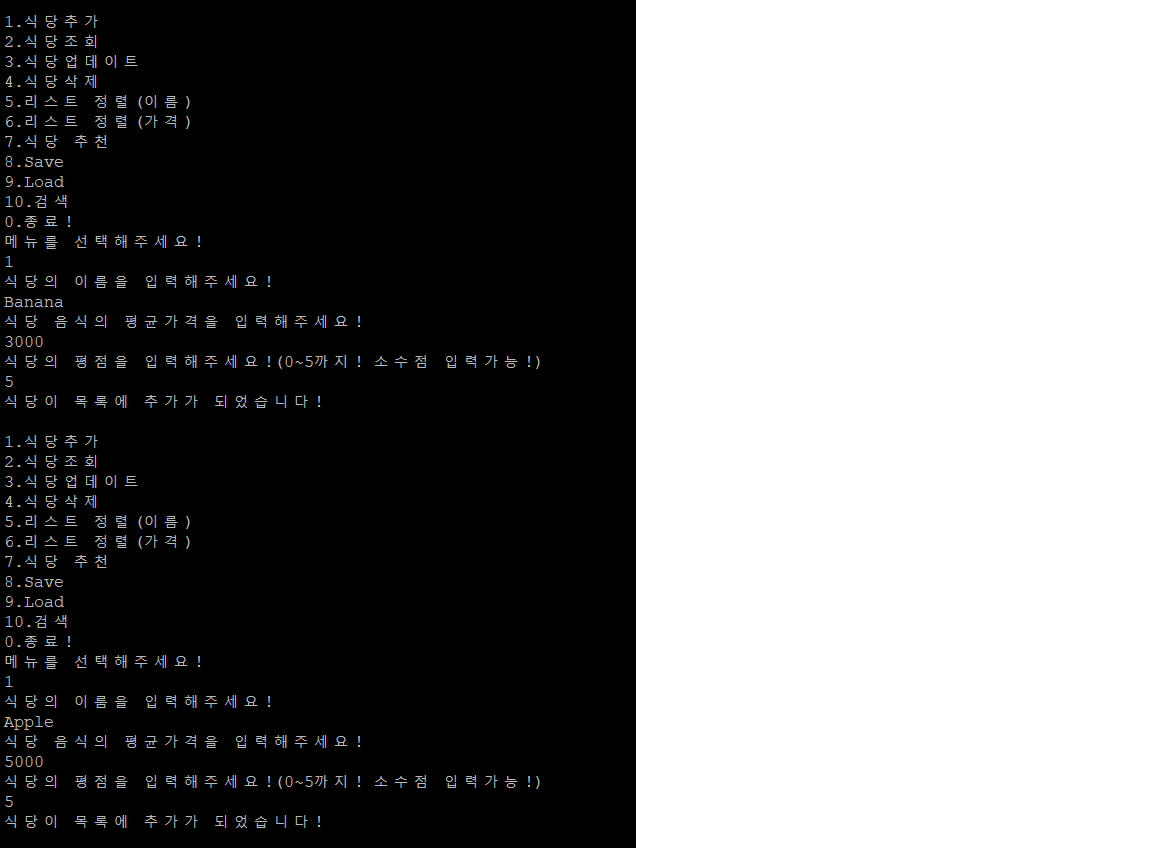 1.식당추가
2.식당조회
3.식당업데이트
4.식당삭제
5.리스트 정렬(이름)
6.리스트 정렬(가격)
7.식당 추천
8.Save
9.Load
10.검색
0.종료!
메뉴를 선택해주세요!
1
식당의 이름을 입력해주세요!
Banana
식당 음식의 평균가격을 입력해주세요!
3000
식당의 평점을 입력해주세요!(0~5까지! 소수점 입력가능!)
5
식당이 목록에 추가가 되었습니다!
1.식당추가
2.식당조회
3.식당업데이트
4.식당삭제
5.리스트 정렬(이름)
6.리스트 정렬(가격)
7.식당 추천
8.Save
9.Load
10.검색
0.종료!
메뉴를 선택해주세요!
1
식당의 이름을 입력해주세요!
Apple
식당 음식의 평균가격을 입력해주세요!
5000
식당의 평점을 입력해주세요!(0~5까지! 소수점 입력가능!)
5
식당이 목록에 추가가 되었습니다!